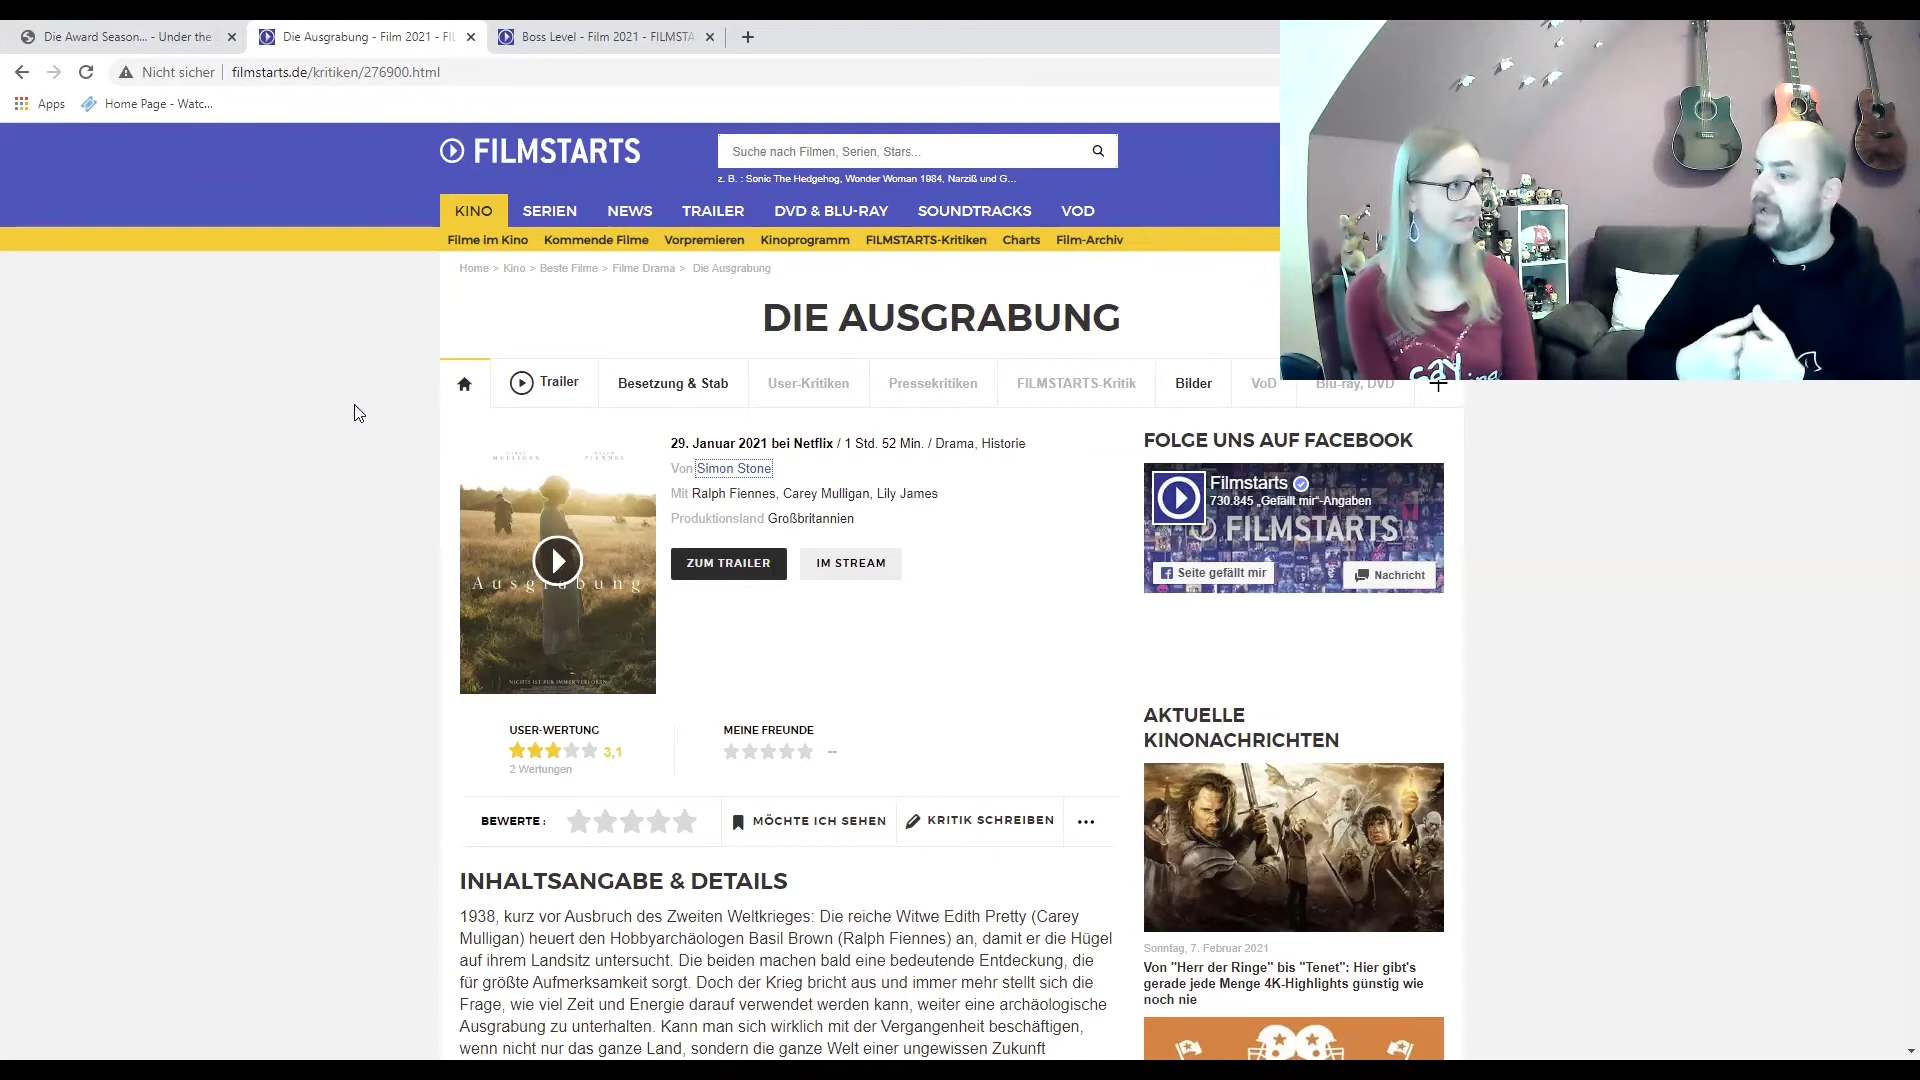 Die Award Season... - Under the
Die Ausgrabung - Film 2021 - FIL
Boss Level - Film 2021 - FILMSTA
Nicht sicher
filmstarts.de/kritiken/276900.html
Apps
Home Page - Watc...
FILMSTARTS
Suche nach Filmen, Serien, Stars...
z. B. : Sonic The Hedgehog, Wonder Woman 1984, Narziß und G...
KINO SERIEN NEWS TRAILER DVD & BLU-RAY SOUNDTRACKS VOD
Filme im Kino Kommende Filme Vorpremieren Kinoprogramm FILMSTARTS-Kritiken Charts Film-Archiv
Home > Kino > Beste Filme > Filme Drama > Die Ausgrabung
DIE AUSGRABUNG
Trailer Besetzung & Stab User-Kritiken Pressekritiken FILMSTARTS-Kritik Bilder VoD Blu-ray, DVD
29. Januar 2021 bei Netflix / 1 Std. 52 Min. / Drama, Historie
Von Simon Stone
Mit Ralph Fiennes, Carey Mulligan, Lily James
Produktionsland Großbritannien
ZUM TRAILER
IM STREAM
MULLIGAN FIENNES
Ausgrabung
NICHTS IST FÜR IMMER VERLOREN
USER-WERTUNG
3,1
2 Wertungen
MEINE FREUNDE
--
BEWERTE :
MÖCHTE ICH SEHEN
KRITIK SCHREIBEN
INHALTSANGABE & DETAILS
1938, kurz vor Ausbruch des Zweiten Weltkrieges: Die reiche Witwe Edith Pretty (Carey
Mulligan) heuert den Hobbyarchäologen Basil Brown (Ralph Fiennes) an, damit er die Hügel
auf ihrem Landsitz untersucht. Die beiden machen bald eine bedeutende Entdeckung, die
für größte Aufmerksamkeit sorgt. Doch der Krieg bricht aus und immer mehr stellt sich die
Frage, wie viel Zeit und Energie darauf verwendet werden kann, weiter eine archäologische
Ausgrabung zu unterhalten. Kann man sich wirklich mit der Vergangenheit beschäftigen,
wenn nicht nur das ganze Land, sondern die ganze Welt einer ungewissen Zukunft
FOLGE UNS AUF FACEBOOK
Filmstarts
730.845 „Gefällt mir“-Angaben
FILMSTARTS
Seite gefällt mir
Nachricht
AKTUELLE
KINONACHRICHTEN
Sonntag, 7. Februar 2021
Von "Herr der Ringe" bis "Tenet": Hier gibt's
gerade jede Menge 4K-Highlights günstig wie
noch nie
say